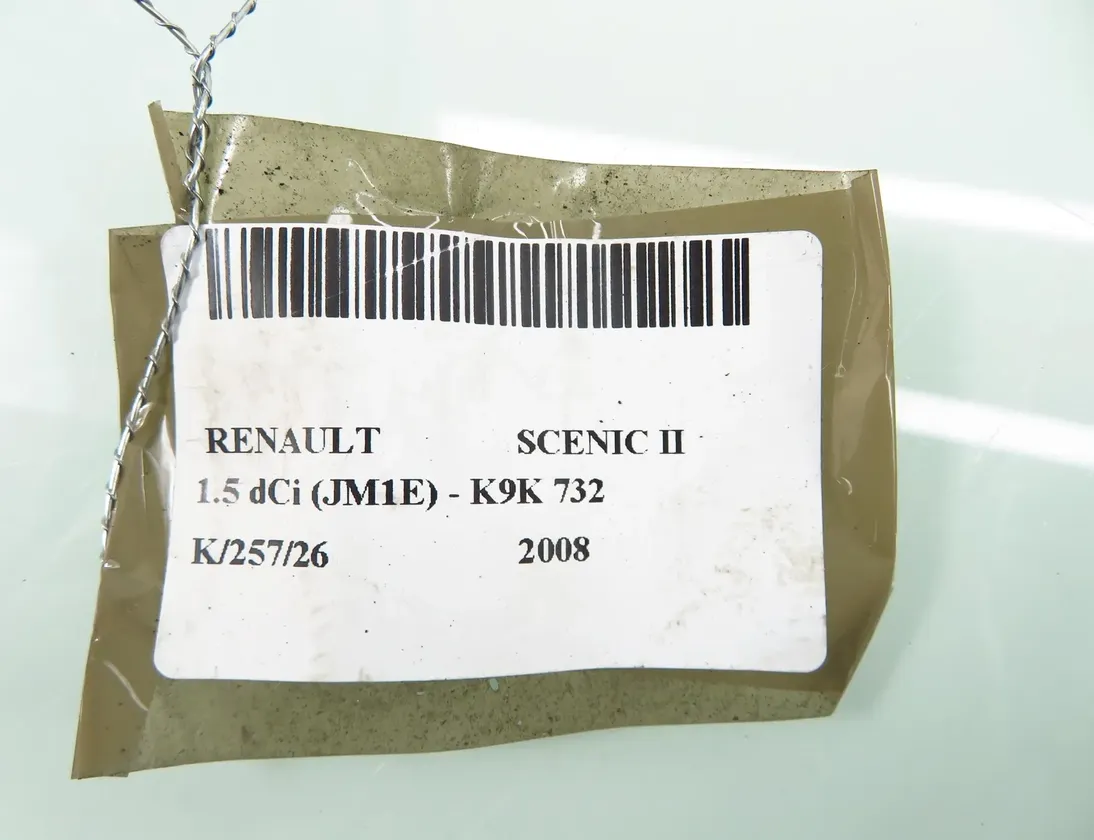 RENAULT SCENIC II
1.5 dCi (JM1E) - K9K 732
K/257/26 2008